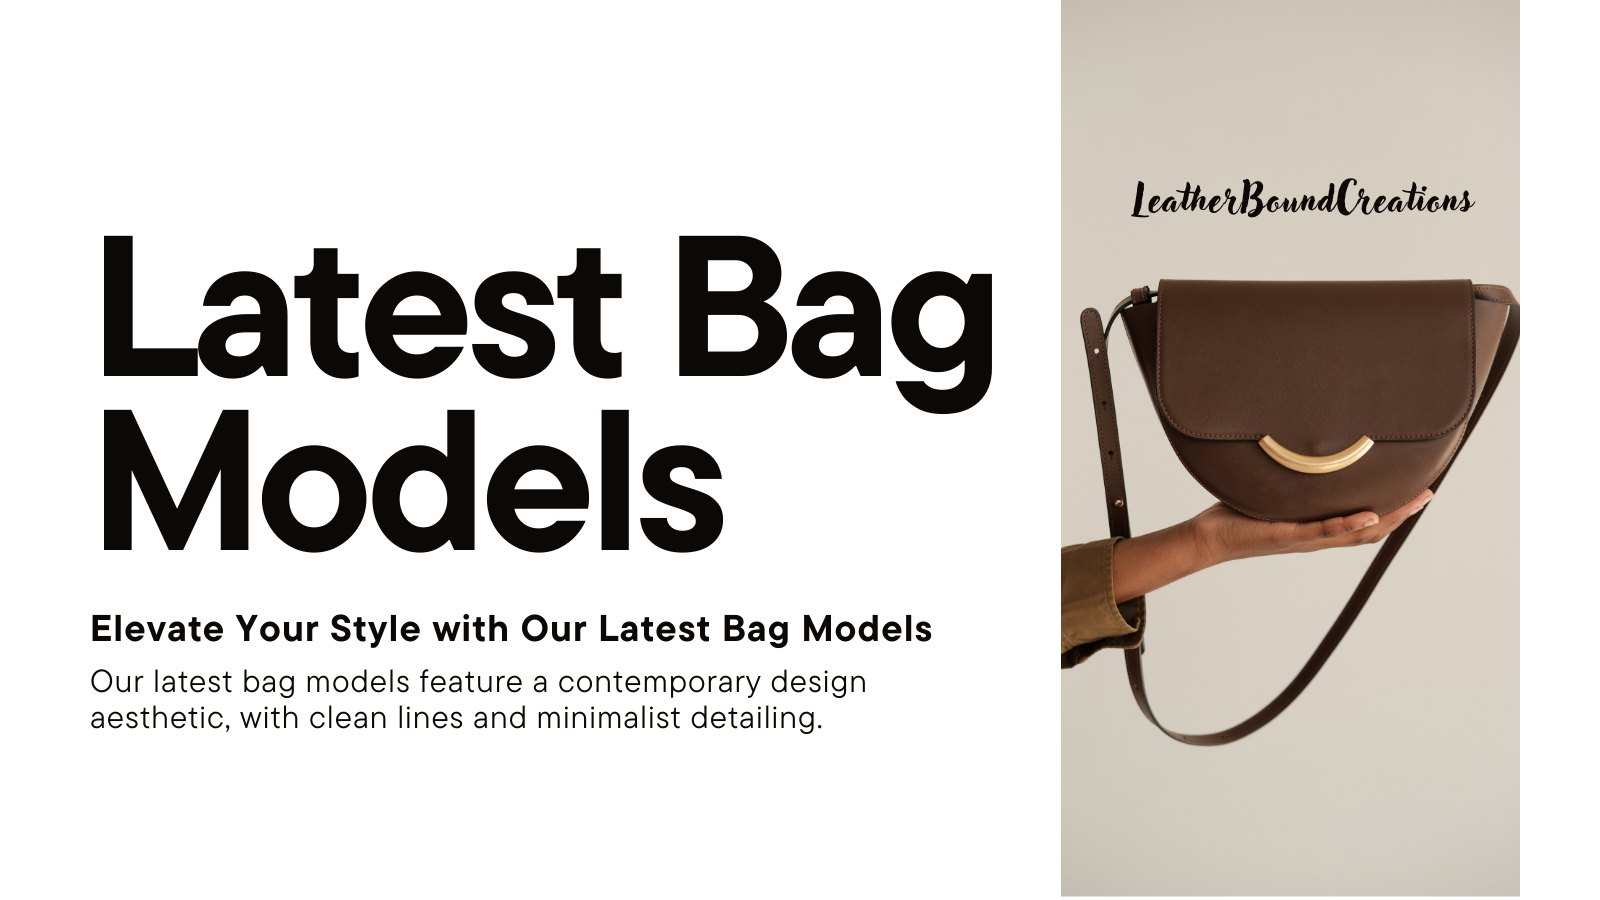 Latest Bag
Models
Elevate Your Style with Our Latest Bag Models
Our latest bag models feature a contemporary design
aesthetic, with clean lines and minimalist detailing.
LeatherBoundCreations